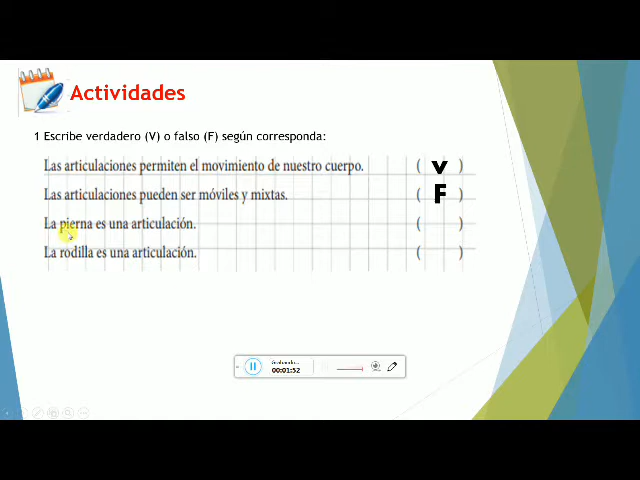 Actividades
1 Escribe verdadero (V) o falso (F) según corresponda:
Las articulaciones permiten el movimiento de nuestro cuerpo. ( V )
Las articulaciones pueden ser móviles y mixtas. ( F )
La pierna es una articulación. ( )
La rodilla es una articulación. ( )
Grabando...
00:01:52